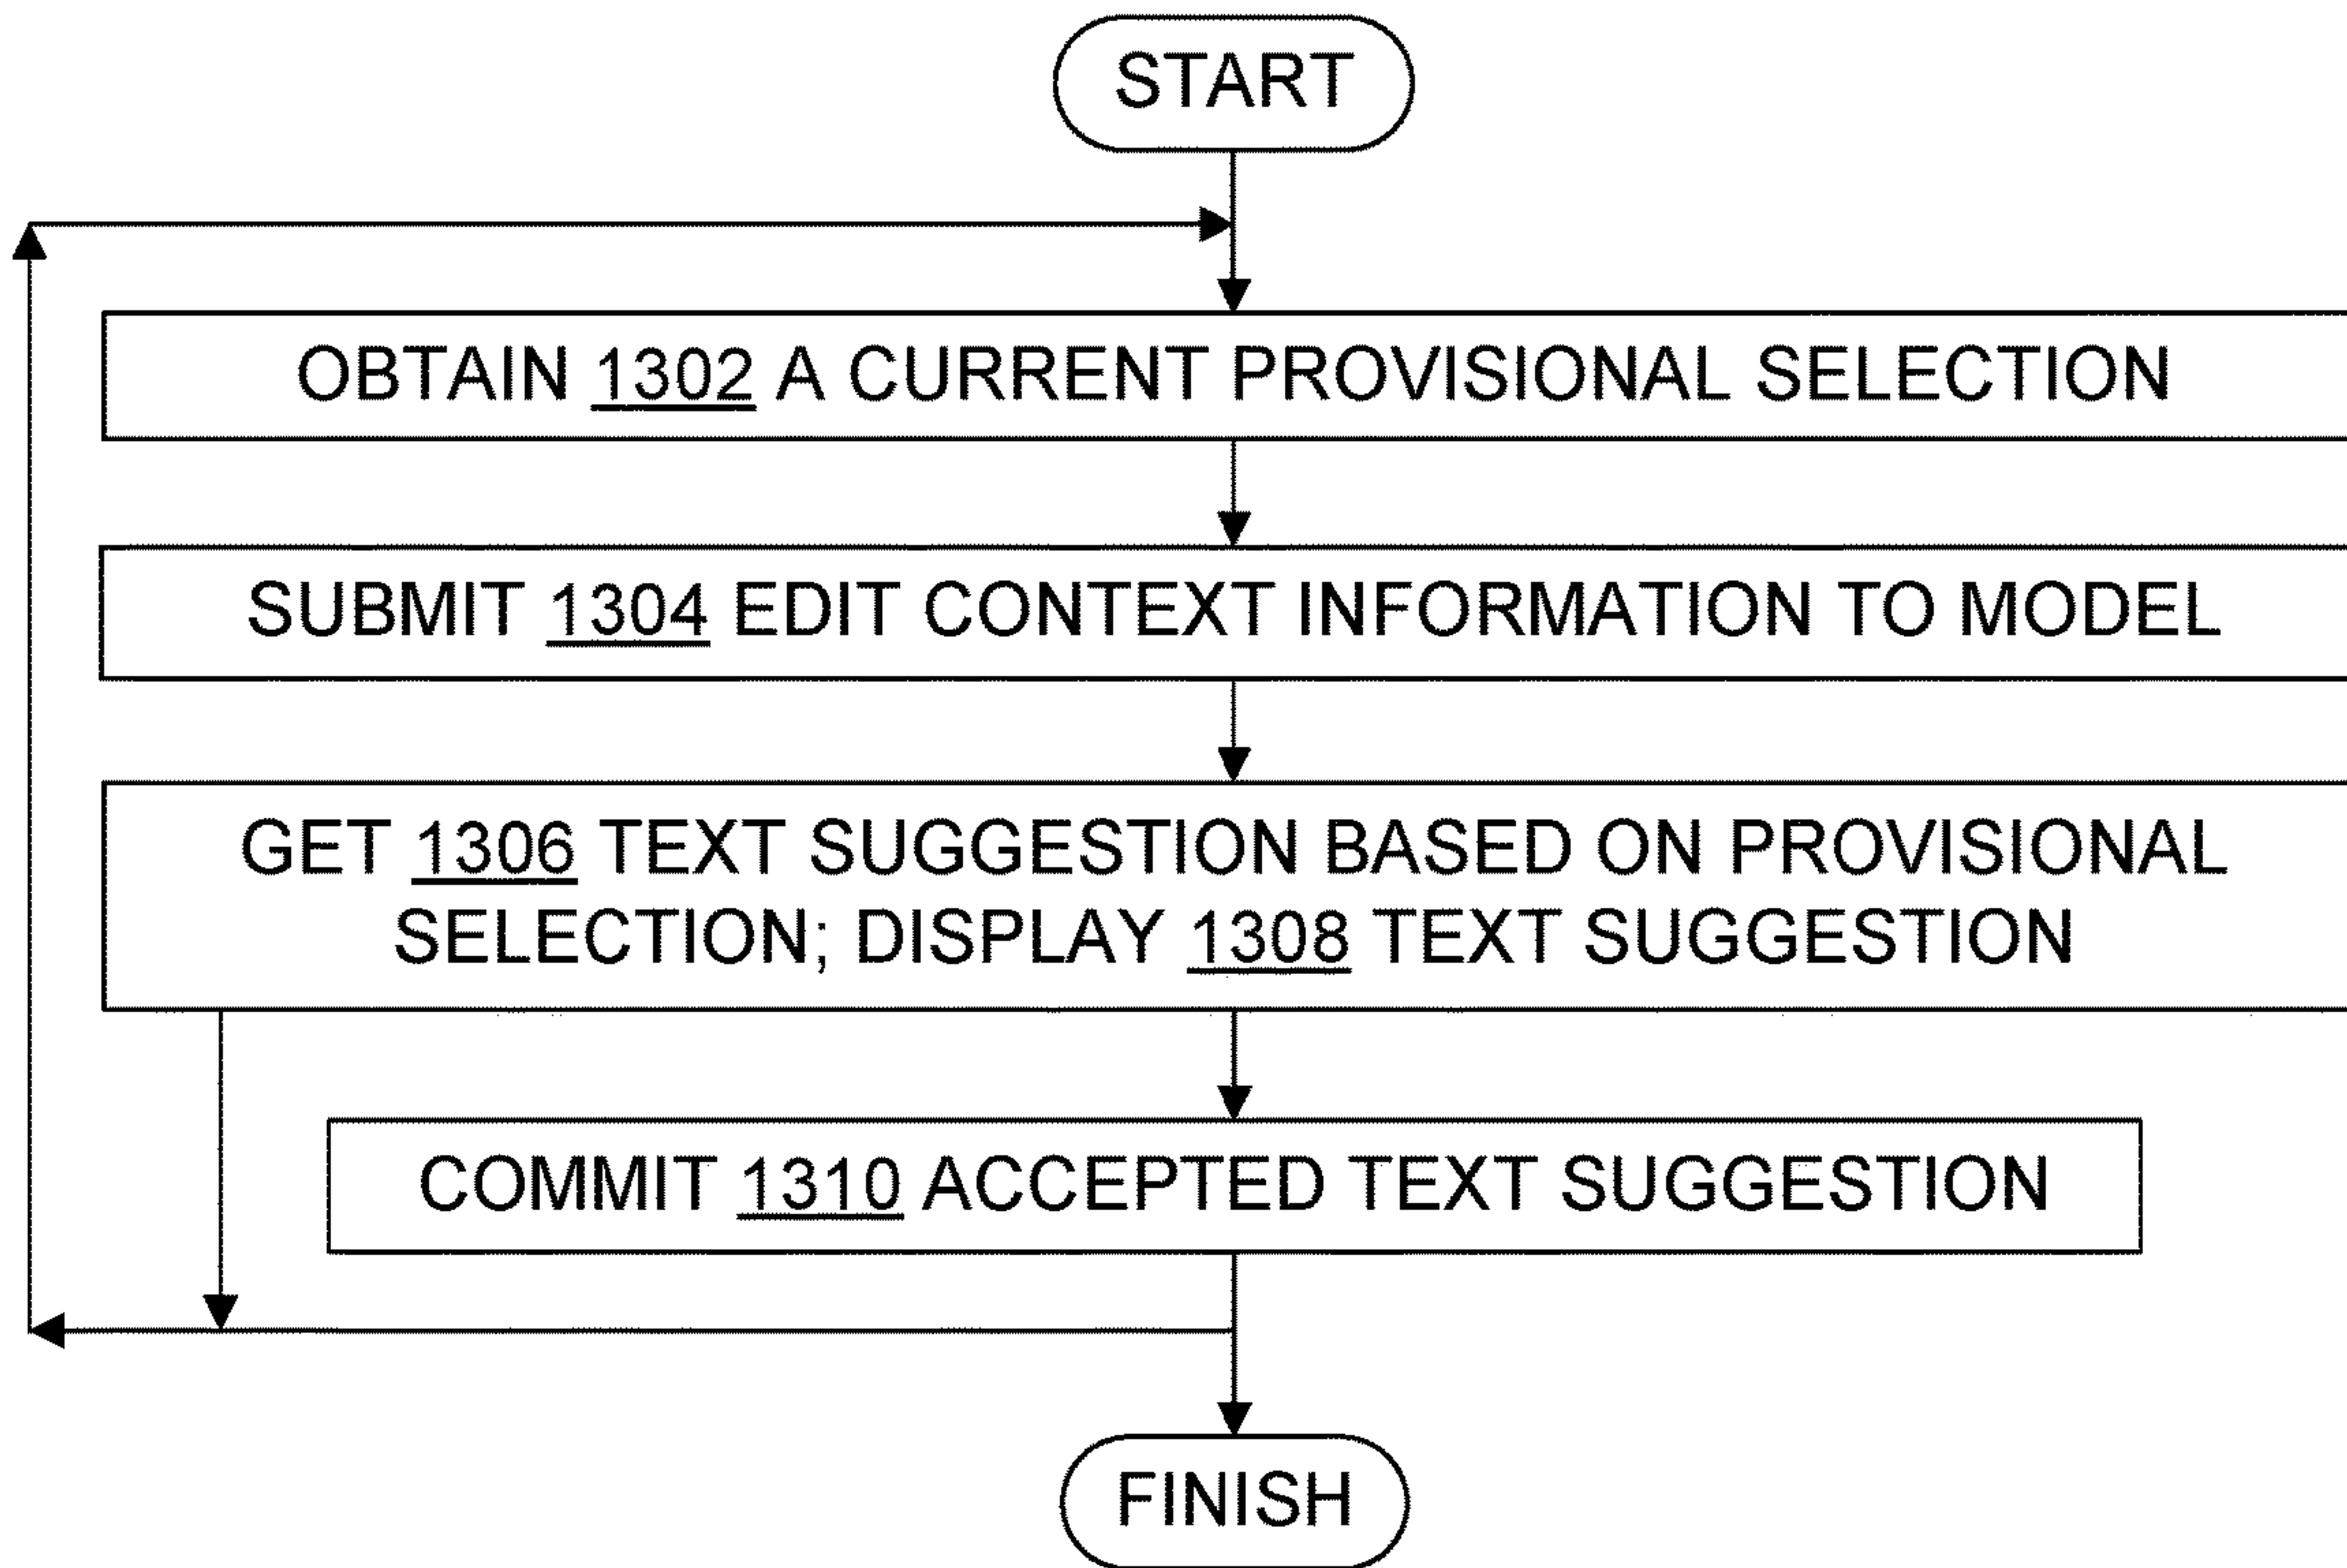 START
OBTAIN 1302 A CURRENT PROVISIONAL SELECTION
SUBMIT 1304 EDIT CONTEXT INFORMATION TO MODEL
GET 1306 TEXT SUGGESTION BASED ON PROVISIONAL
SELECTION; DISPLAY 1308 TEXT SUGGESTION
COMMIT 1310 ACCEPTED TEXT SUGGESTION
FINISH